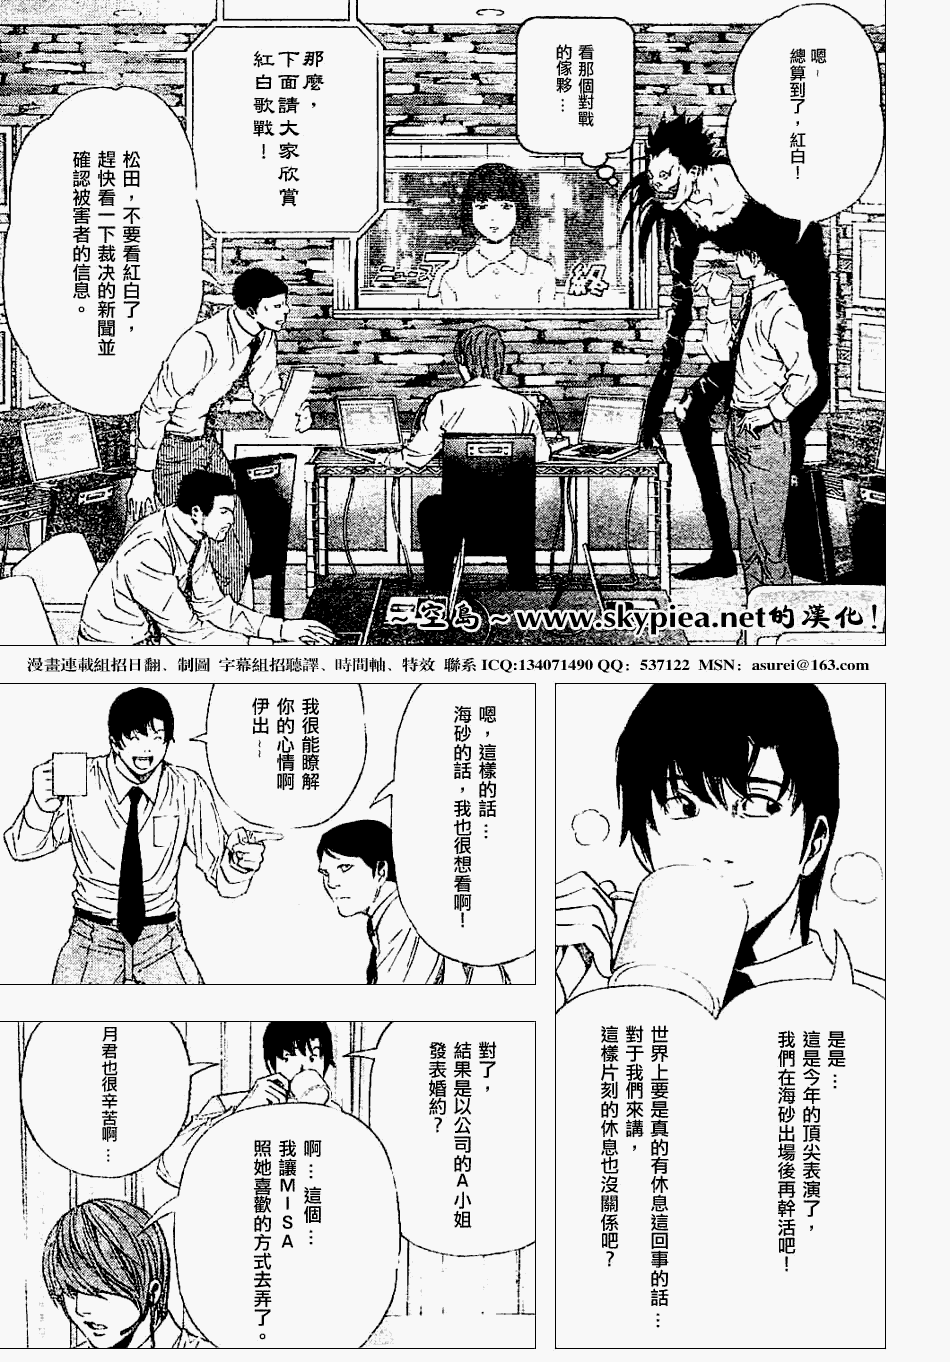 嗯~
總算到了，紅白！
看那個對戰
的傢夥…
那麼，
下面請大家欣賞
紅白歌戰！
松田，不要看紅白了，
趕快看一下裁決的新聞並
確認被害者的信息。
ニュース7
終
~空島~www.skypiea.net的漢化!
漫畫連載組招日翻、制圖 字幕組招聽譯、時間軸、特效 聯系ICQ:134071490 QQ：537122 MSN：asurei@163.com
是是…
這是今年的頂尖表演了，
我們在海砂出場後再幹活吧！
世界上要是真的有休息這回事的話…
對于我們來講，
這樣片刻的休息也沒關係吧？
嗯，這樣的話…
海砂的話，我也很想看啊！
我很能瞭解
你的心情啊
伊出~~
對了，
結果是以公司的A小姐
發表婚約？
啊…這個…
我讓MISA
照她喜歡的方式去弄了。
月君也很辛苦啊…